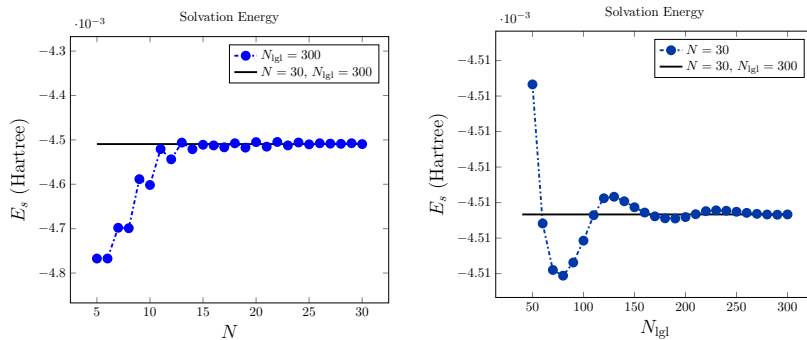 Solvation Energy
·10⁻³
−4.3
−4.4
−4.5
−4.6
−4.7
−4.8
5
10
15
20
25
30
N
E_s (Hartree)
N_lgl = 300
N = 30, N_lgl = 300
Solvation Energy
·10⁻³
−4.51
−4.51
−4.51
−4.51
−4.51
−4.51
−4.51
50
100
150
200
250
300
N_lgl
E_s (Hartree)
N = 30
N = 30, N_lgl = 300